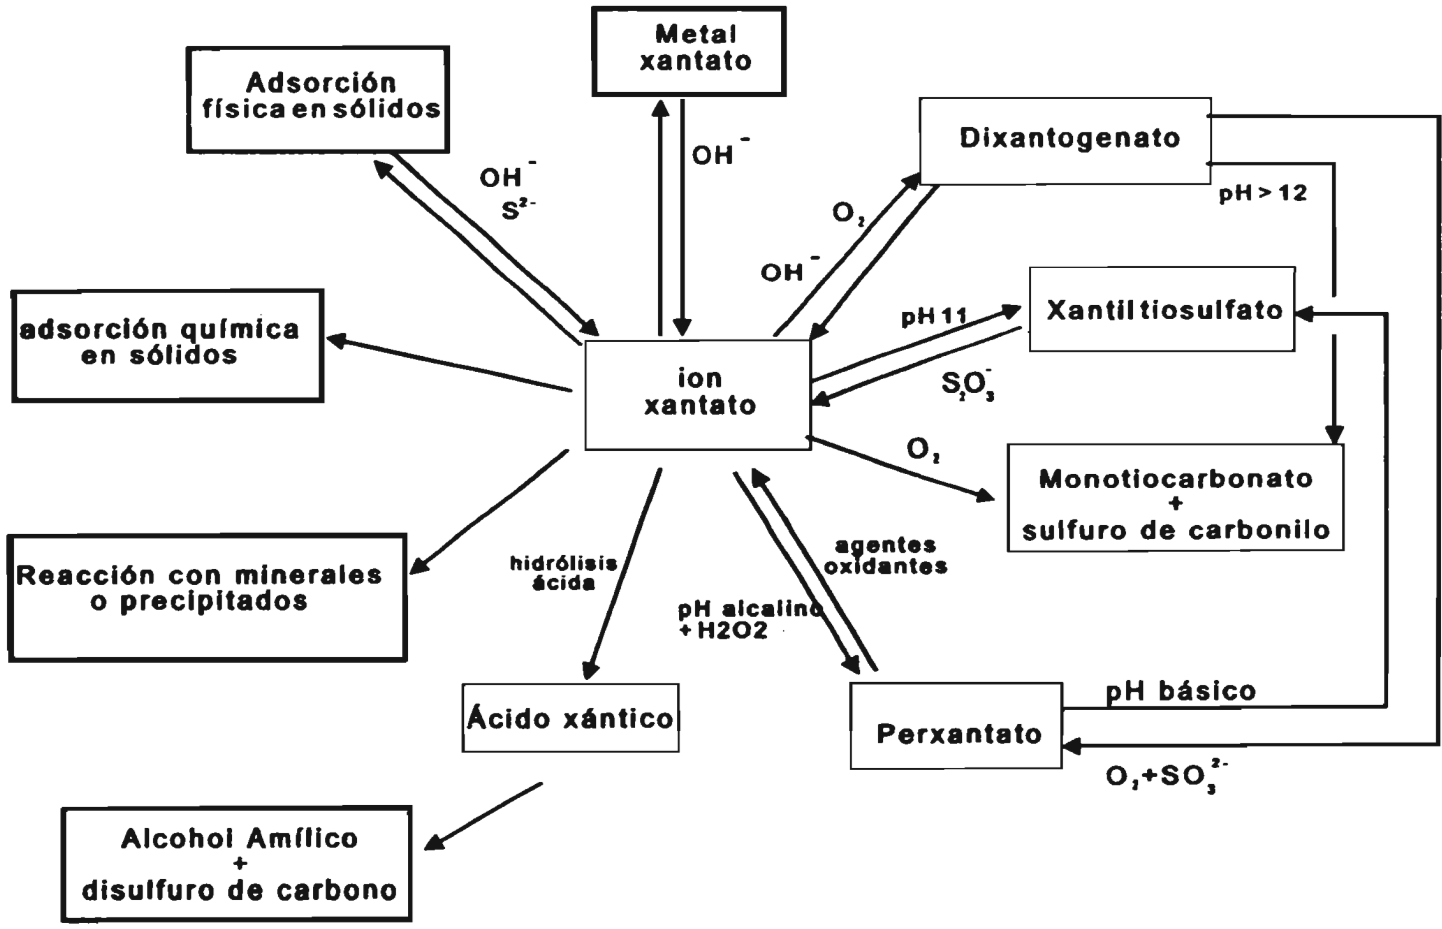 Metal
xantato
Adsorción
física en sólidos
OH⁻
S²⁻
OH⁻
Dixantogenato
pH > 12
O₂
OH⁻
adsorción química
en sólidos
pH 11
Xantiltiosulfato
S₂O₃⁻
ion
xantato
O₂
Monotiocarbonato
+
sulfuro de carbonilo
Reacción con minerales
o precipitados
hidrólisis
ácida
agentes
oxidantes
pH alcalino
+ H2O2
Ácido xántico
Perxantato
pH básico
O₂+SO₃²⁻
Alcohol Amílico
+
disulfuro de carbono